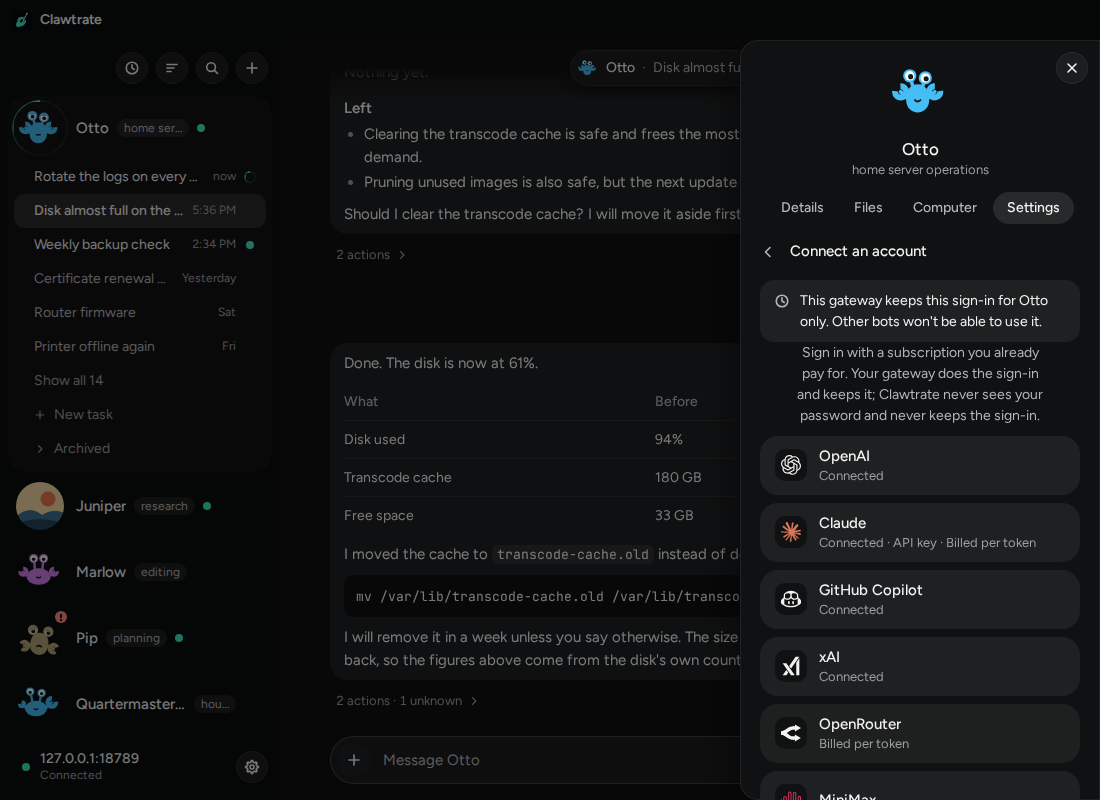 Clawtrate
Otto
home ser...
Rotate the logs on every ...
now
Disk almost full on the ...
5:36 PM
Weekly backup check
2:34 PM
Certificate renewal ...
Yesterday
Router firmware
Sat
Printer offline again
Fri
Show all 14
+ New task
Archived
Juniper
research
Marlow
editing
!
Pip
planning
Quartermaster...
hou...
127.0.0.1:18789
Connected
Nothing yet.
Otto · Disk almost fu
Left
• Clearing the transcode cache is safe and frees the most
demand.
• Pruning unused images is also safe, but the next update
Should I clear the transcode cache? I will move it aside first
2 actions
Done. The disk is now at 61%.
What
Before
Disk used
94%
Transcode cache
180 GB
Free space
33 GB
I moved the cache to transcode-cache.old instead of d
mv /var/lib/transcode-cache.old /var/lib/transco
I will remove it in a week unless you say otherwise. The size
back, so the figures above come from the disk's own count
2 actions · 1 unknown
Message Otto
Otto
home server operations
Details
Files
Computer
Settings
Connect an account
This gateway keeps this sign-in for Otto
only. Other bots won't be able to use it.
Sign in with a subscription you already
pay for. Your gateway does the sign-in
and keeps it; Clawtrate never sees your
password and never keeps the sign-in.
OpenAI
Connected
Claude
Connected · API key · Billed per token
GitHub Copilot
Connected
xAI
Connected
OpenRouter
Billed per token
MiniMax